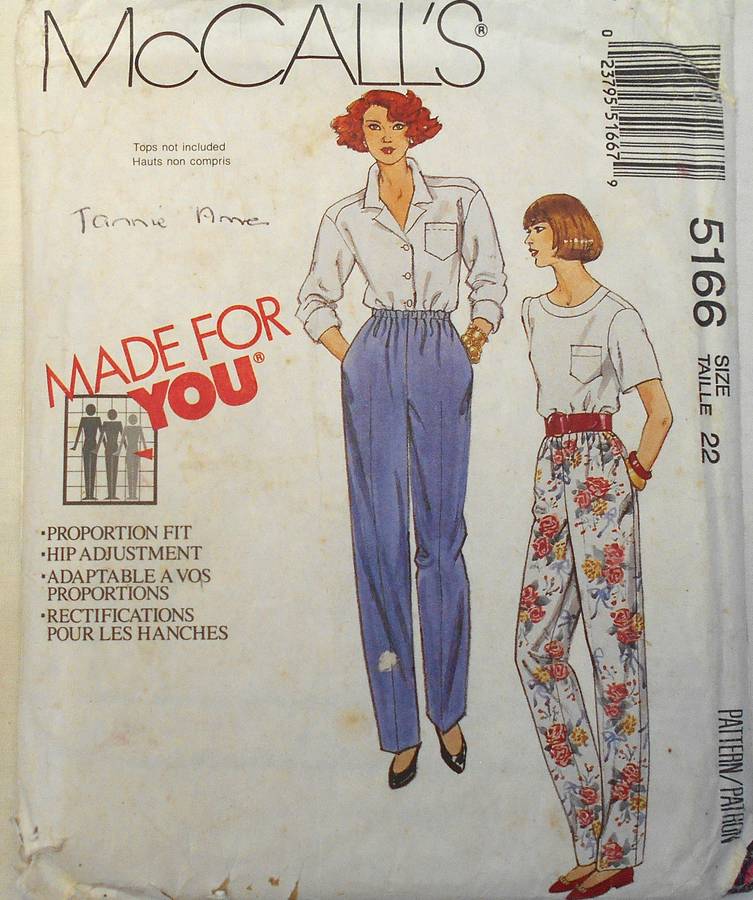 McCALL'S®
Tops not included
Hauts non compris
Tannie Anne
MADE FOR
YOU®
·PROPORTION FIT
·HIP ADJUSTMENT
·ADAPTABLE A VOS
PROPORTIONS
·RECTIFICATIONS
POUR LES HANCHES
0 23795 51667 9
5166 SIZE
TAILLE 22
PATTERN/PATRON